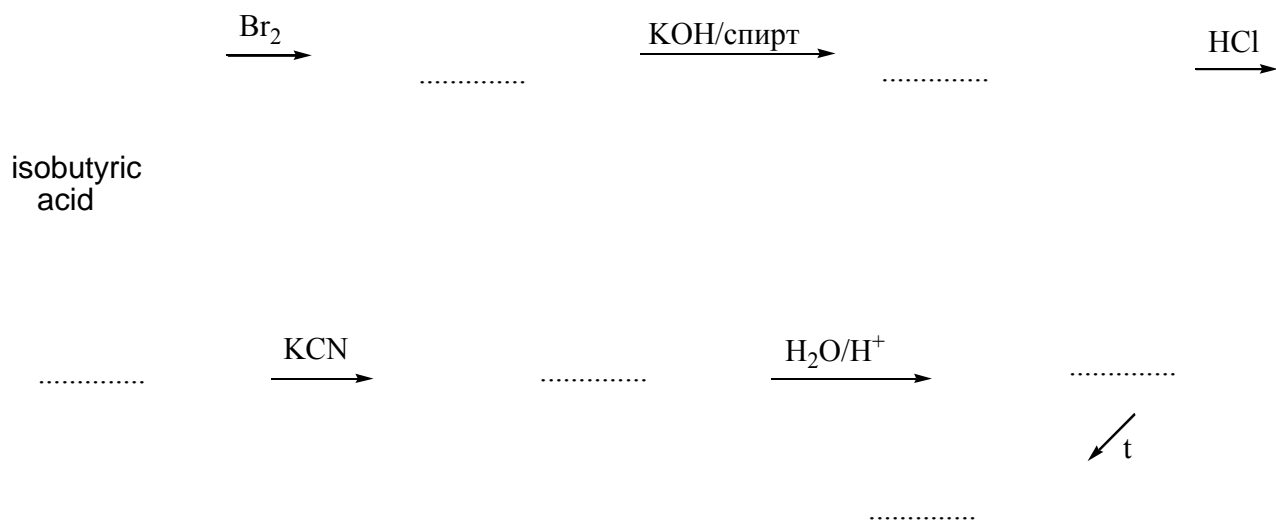 Br₂
KOH/спирт
HCl
.............
.............
isobutyric
acid
KCN
H₂O/H⁺
.............
.............
.............
t
.............